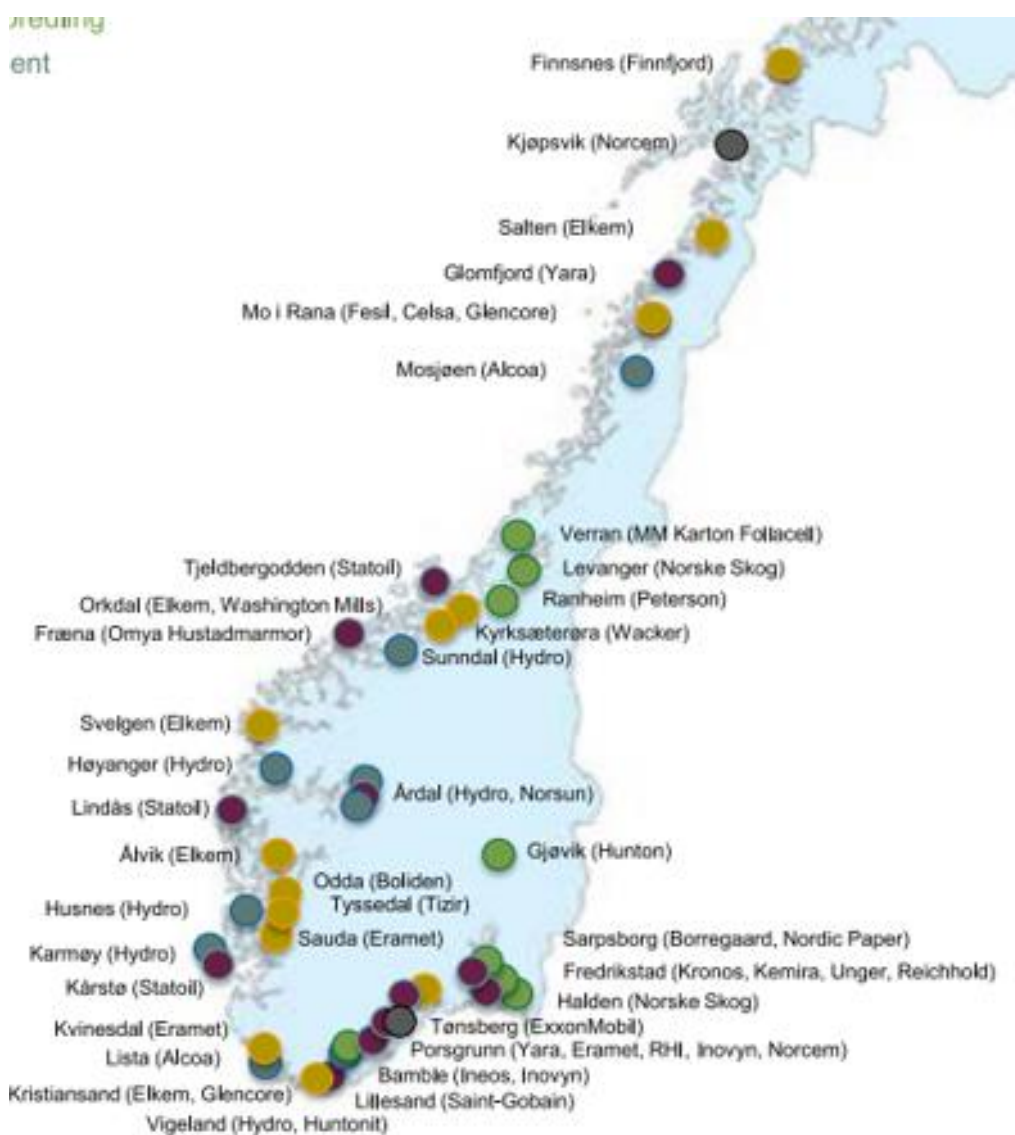 ent
Finnsnes (Finnfjord)
Kjøpsvik (Norcem)
Salten (Elkem)
Glomfjord (Yara)
Mo i Rana (Fesil, Celsa, Glencore)
Mosjøen (Alcoa)
Verran (MM Karton Follacell)
Tjeldbergodden (Statoil)
Levanger (Norske Skog)
Orkdal (Elkem, Washington Mills)
Ranheim (Peterson)
Fræna (Omya Hustadmarmor)
Kyrksæterøra (Wacker)
Sunndal (Hydro)
Svelgen (Elkem)
Høyanger (Hydro)
Årdal (Hydro, Norsun)
Lindås (Statoil)
Ålvik (Elkem)
Gjøvik (Hunton)
Odda (Boliden)
Husnes (Hydro)
Tyssedal (Tizir)
Sauda (Eramet)
Sarpsborg (Borregaard, Nordic Paper)
Karmøy (Hydro)
Fredrikstad (Kronos, Kemira, Unger, Reichhold)
Kårstø (Statoil)
Halden (Norske Skog)
Kvinesdal (Eramet)
Tønsberg (ExxonMobil)
Lista (Alcoa)
Porsgrunn (Yara, Eramet, RHI, Inovyn, Norcem)
Bamble (Ineos, Inovyn)
Kristiansand (Elkem, Glencore)
Lillesand (Saint-Gobain)
Vigeland (Hydro, Huntonit)